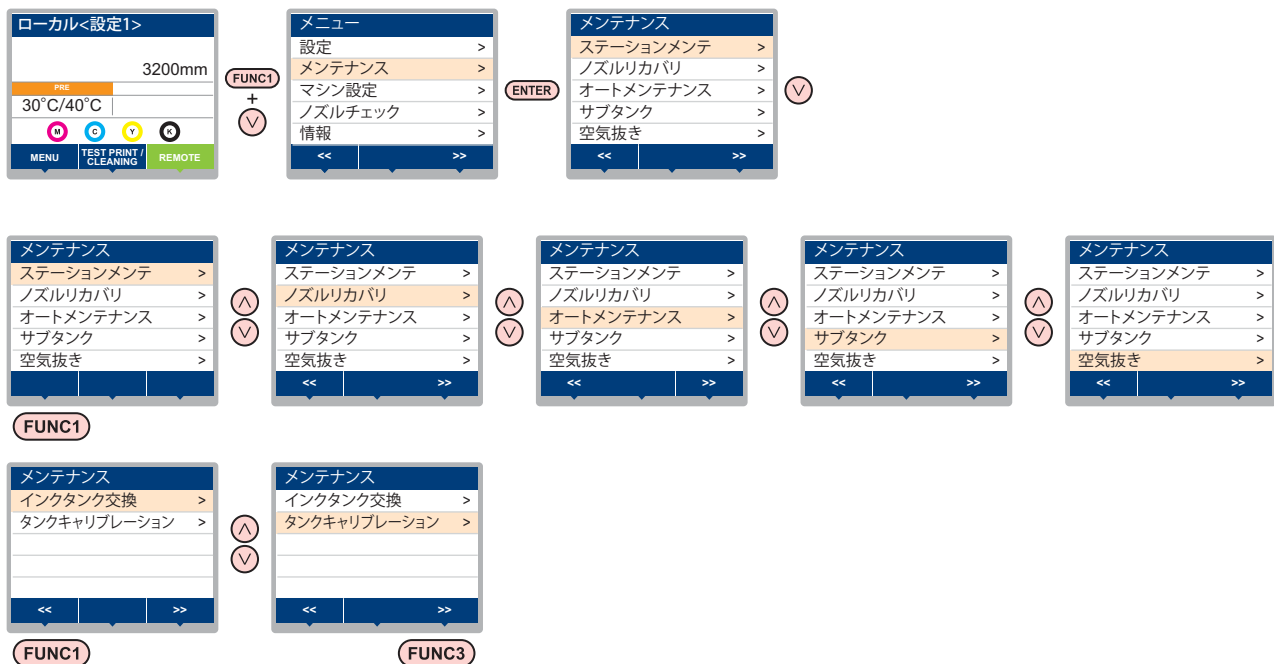 ローカル<設定1>
3200mm
PRE
30°C/40°C
M C Y K
MENU TEST PRINT / CLEANING REMOTE
FUNC1
+
メニュー
設定 >
メンテナンス >
マシン設定 >
ノズルチェック >
情報 >
<< >>
ENTER
メンテナンス
ステーションメンテ >
ノズルリカバリ >
オートメンテナンス >
サブタンク >
空気抜き >
<< >>
メンテナンス
ステーションメンテ >
ノズルリカバリ >
オートメンテナンス >
サブタンク >
空気抜き >
FUNC1
メンテナンス
ステーションメンテ >
ノズルリカバリ >
オートメンテナンス >
サブタンク >
空気抜き >
<< >>
メンテナンス
ステーションメンテ >
ノズルリカバリ >
オートメンテナンス >
サブタンク >
空気抜き >
<< >>
メンテナンス
ステーションメンテ >
ノズルリカバリ >
オートメンテナンス >
サブタンク >
空気抜き >
<< >>
メンテナンス
ステーションメンテ >
ノズルリカバリ >
オートメンテナンス >
サブタンク >
空気抜き >
<< >>
メンテナンス
インクタンク交換 >
タンクキャリブレーション >
<< >>
FUNC1
メンテナンス
インクタンク交換 >
タンクキャリブレーション >
<< >>
FUNC3